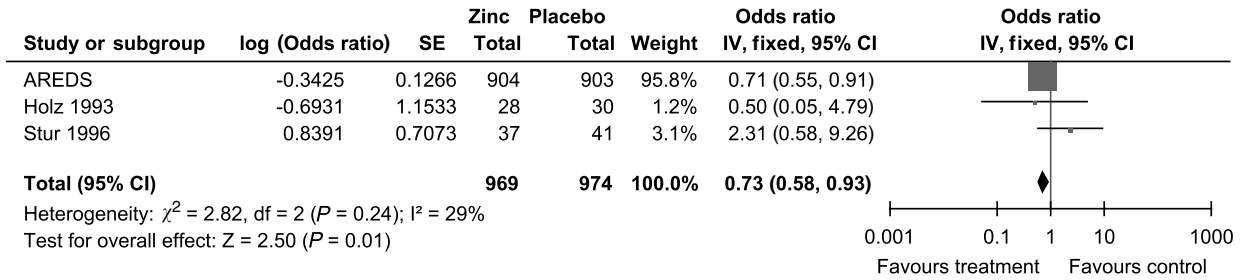 Zinc Placebo Odds ratio Odds ratio
Study or subgroup log (Odds ratio) SE Total Total Weight IV, fixed, 95% CI IV, fixed, 95% CI
AREDS -0.3425 0.1266 904 903 95.8% 0.71 (0.55, 0.91)
Holz 1993 -0.6931 1.1533 28 30 1.2% 0.50 (0.05, 4.79)
Stur 1996 0.8391 0.7073 37 41 3.1% 2.31 (0.58, 9.26)
Total (95% CI) 969 974 100.0% 0.73 (0.58, 0.93)
Heterogeneity: χ² = 2.82, df = 2 (P = 0.24); I² = 29%
Test for overall effect: Z = 2.50 (P = 0.01)
0.001 0.1 1 10 1000
Favours treatment Favours control